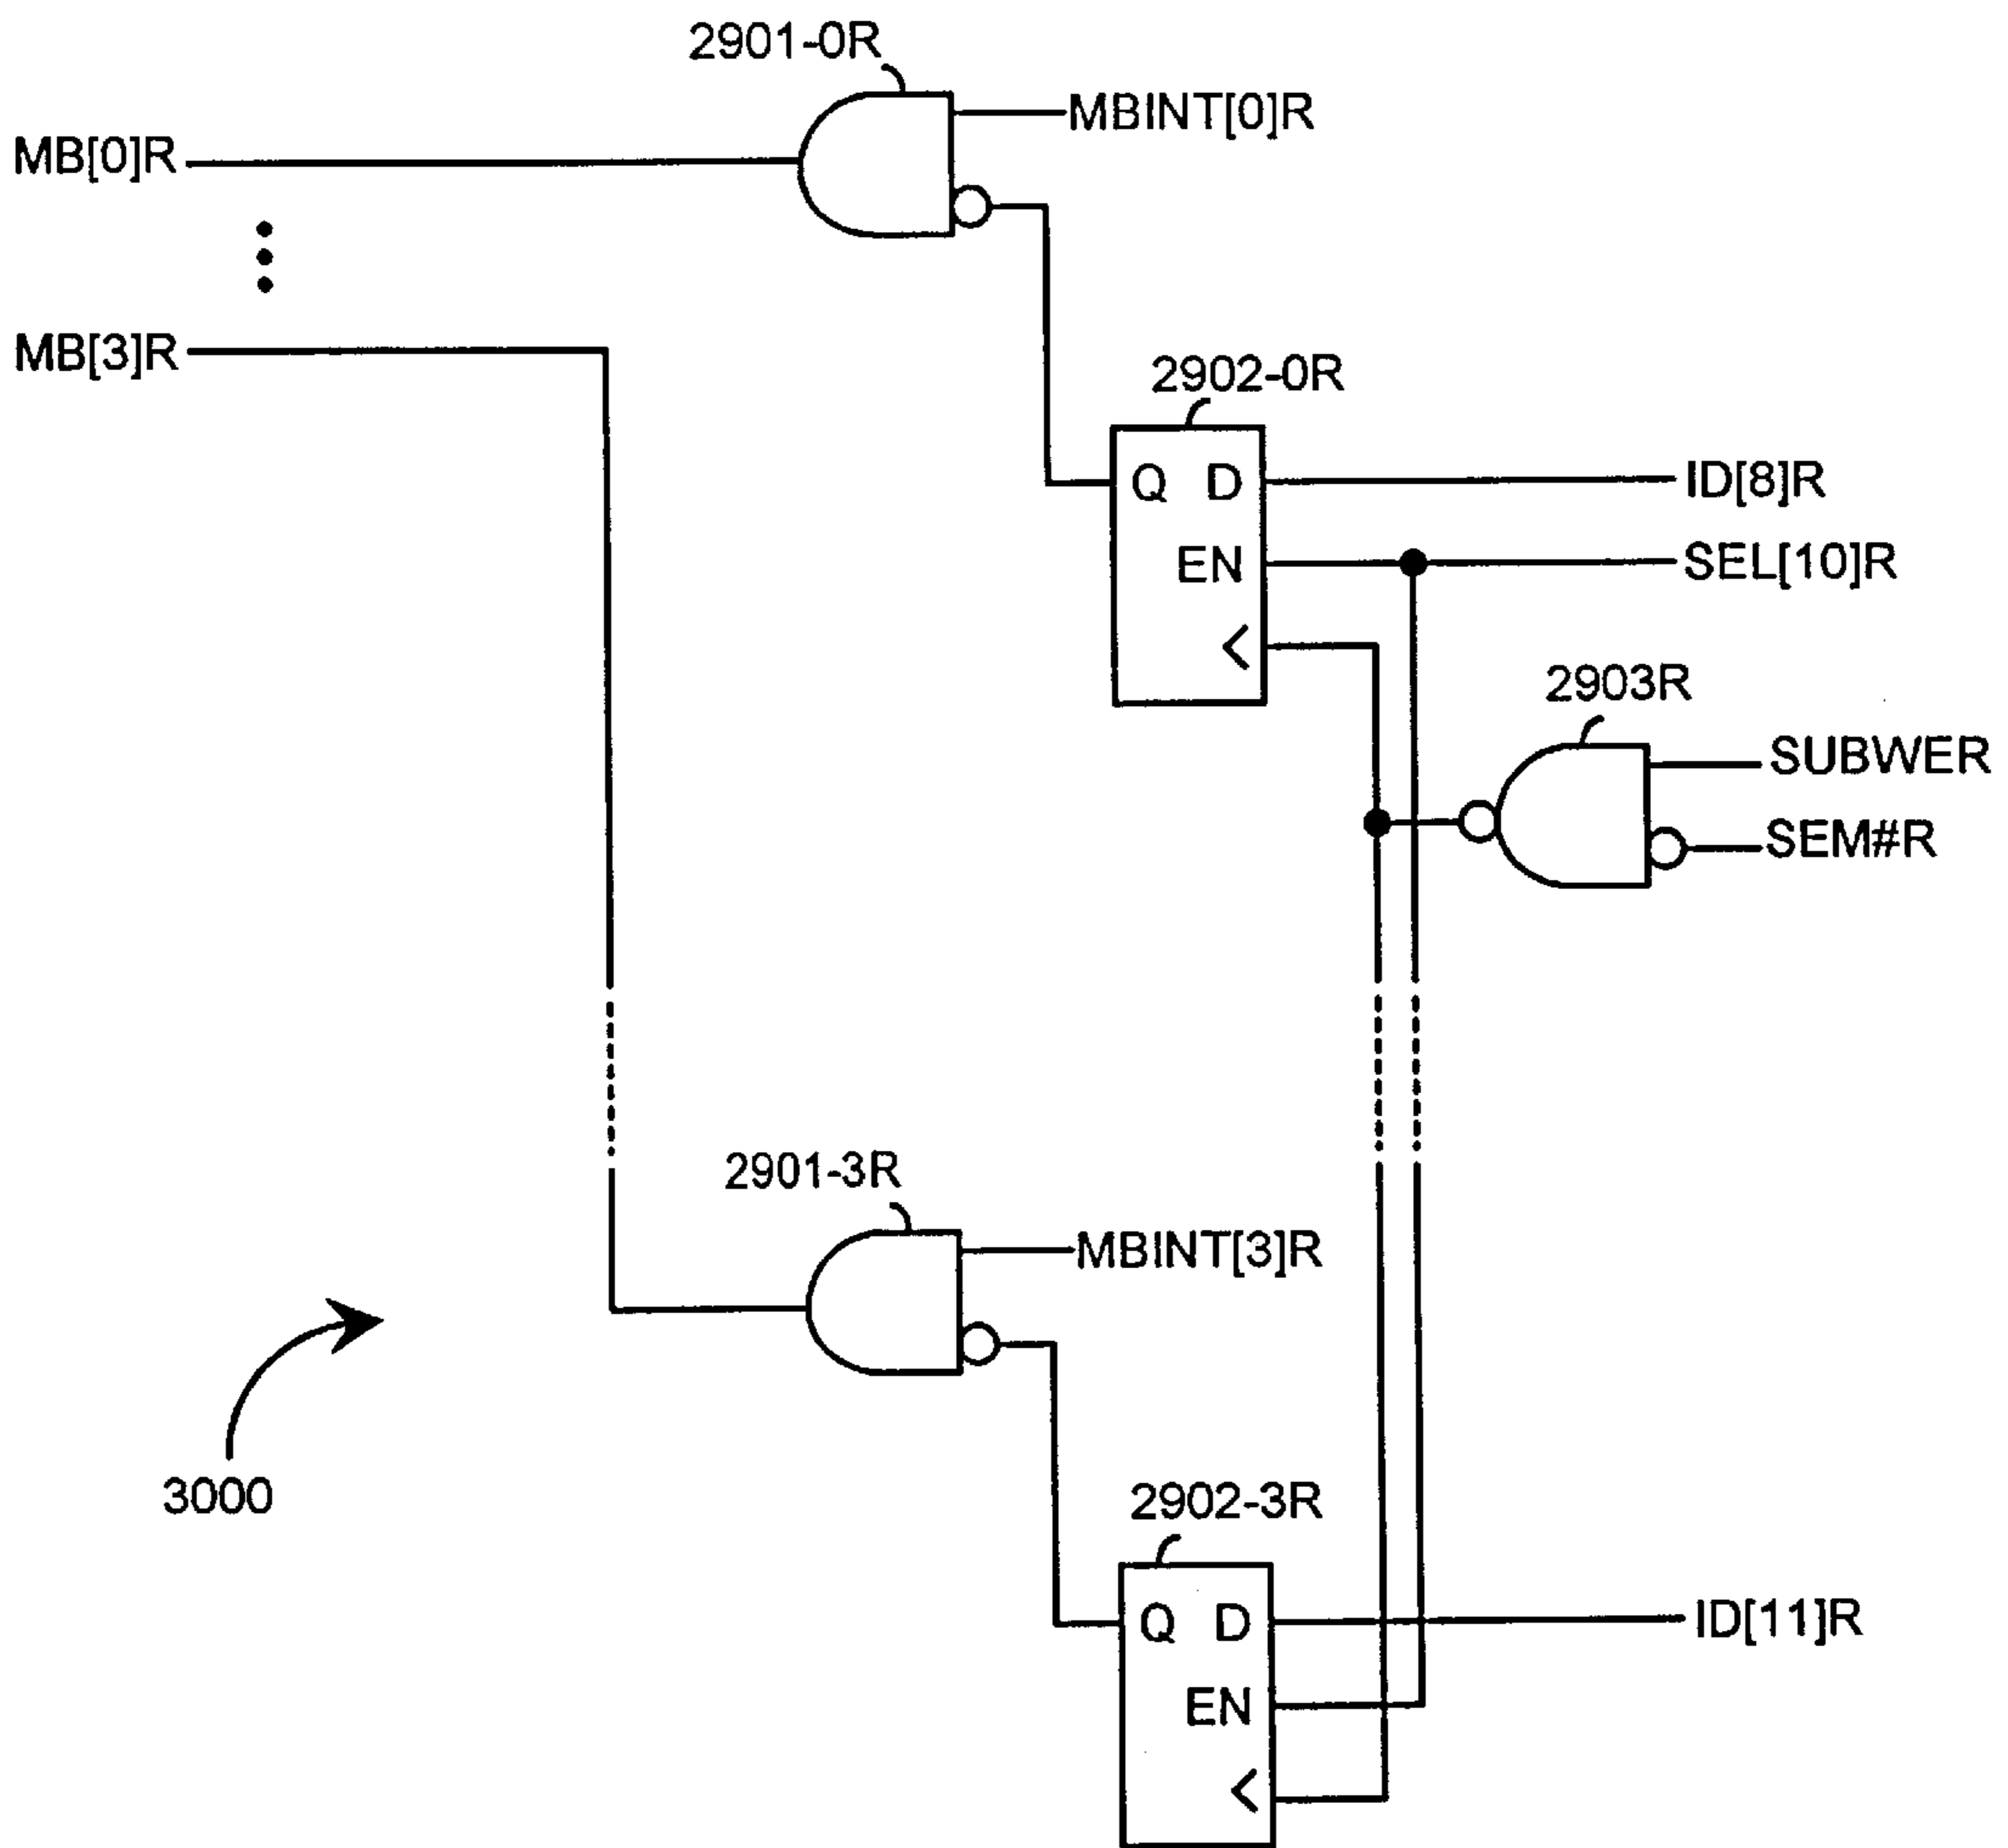 2901-0R
MBINT[0]R
MB[0]R
MB[3]R
2902-0R
Q D
ID[8]R
EN
SEL[10]R
<
2903R
SUBWER
SEM#R
2901-3R
MBINT[3]R
3000
2902-3R
Q D
ID[11]R
EN
<